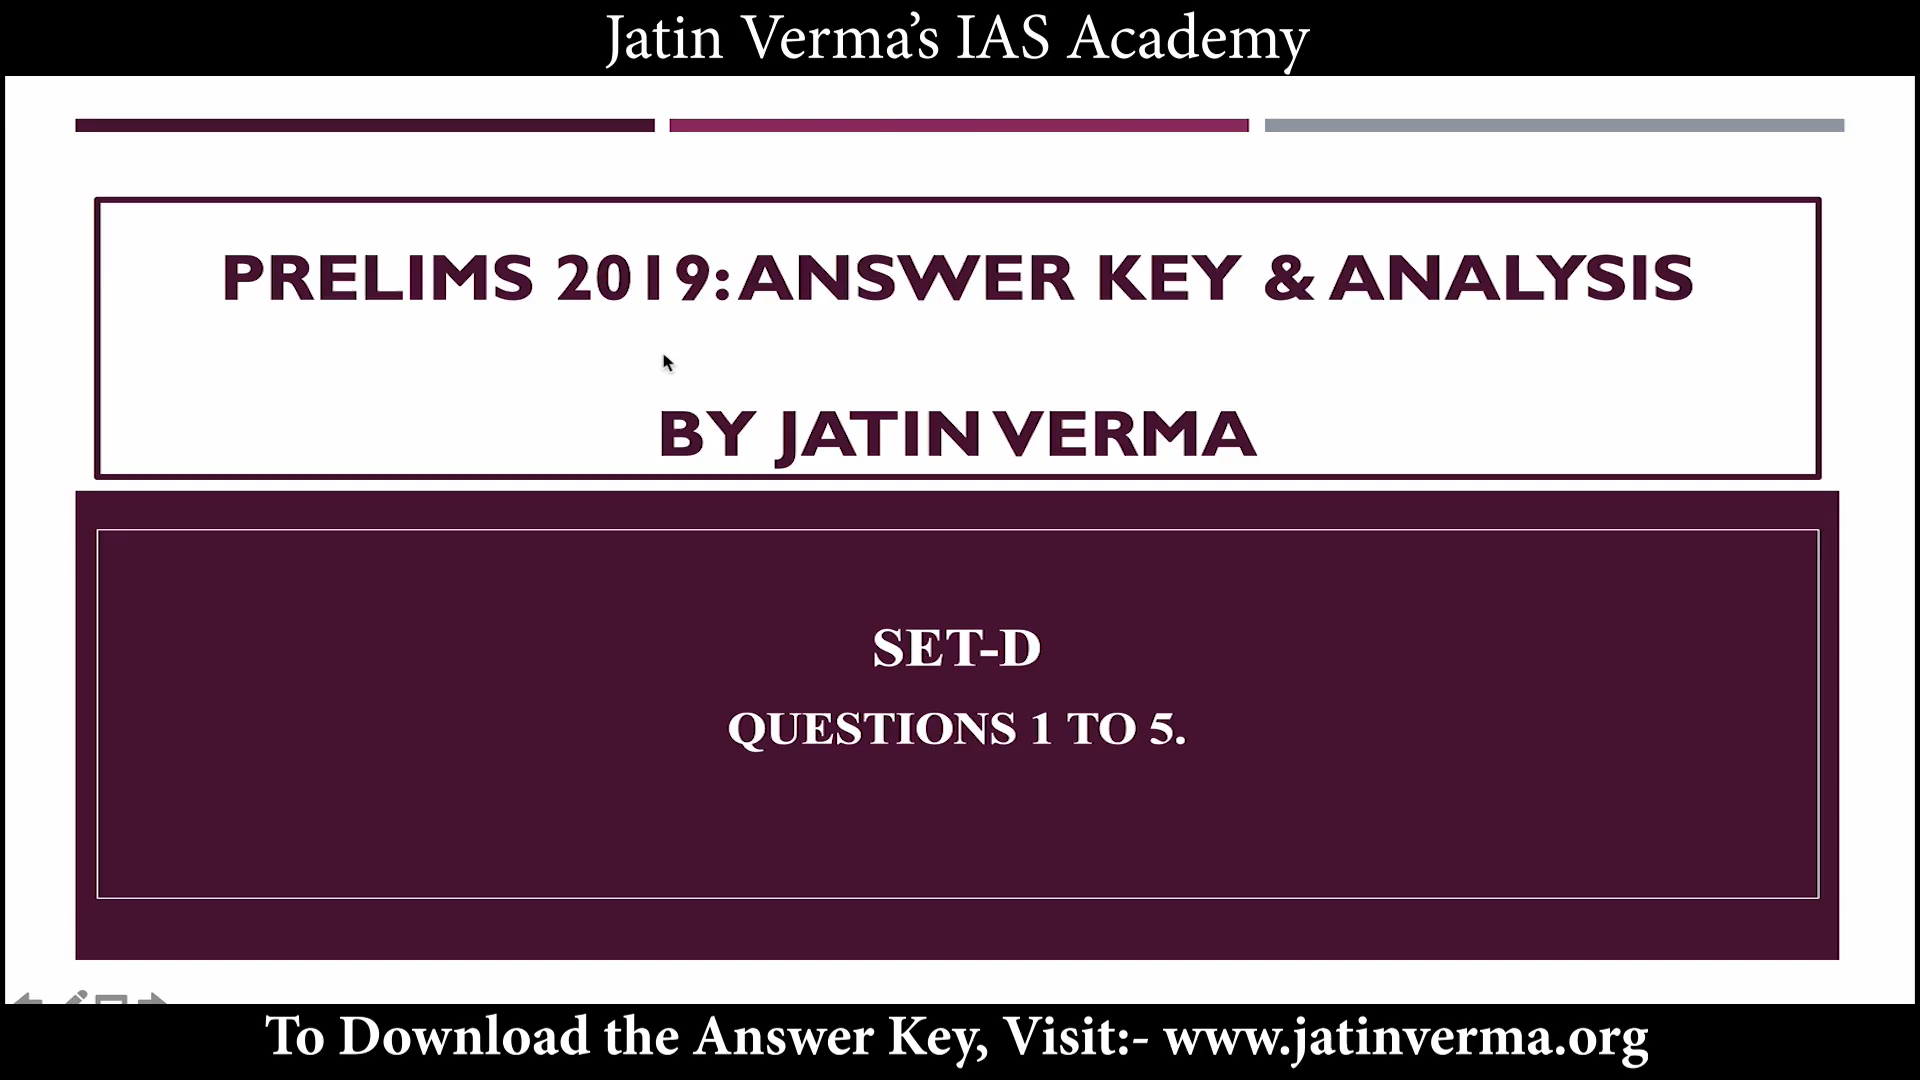 Jatin Verma’s IAS Academy
PRELIMS 2019: ANSWER KEY & ANALYSIS
BY JATIN VERMA
SET-D
QUESTIONS 1 TO 5.
To Download the Answer Key, Visit:- www.jatinverma.org